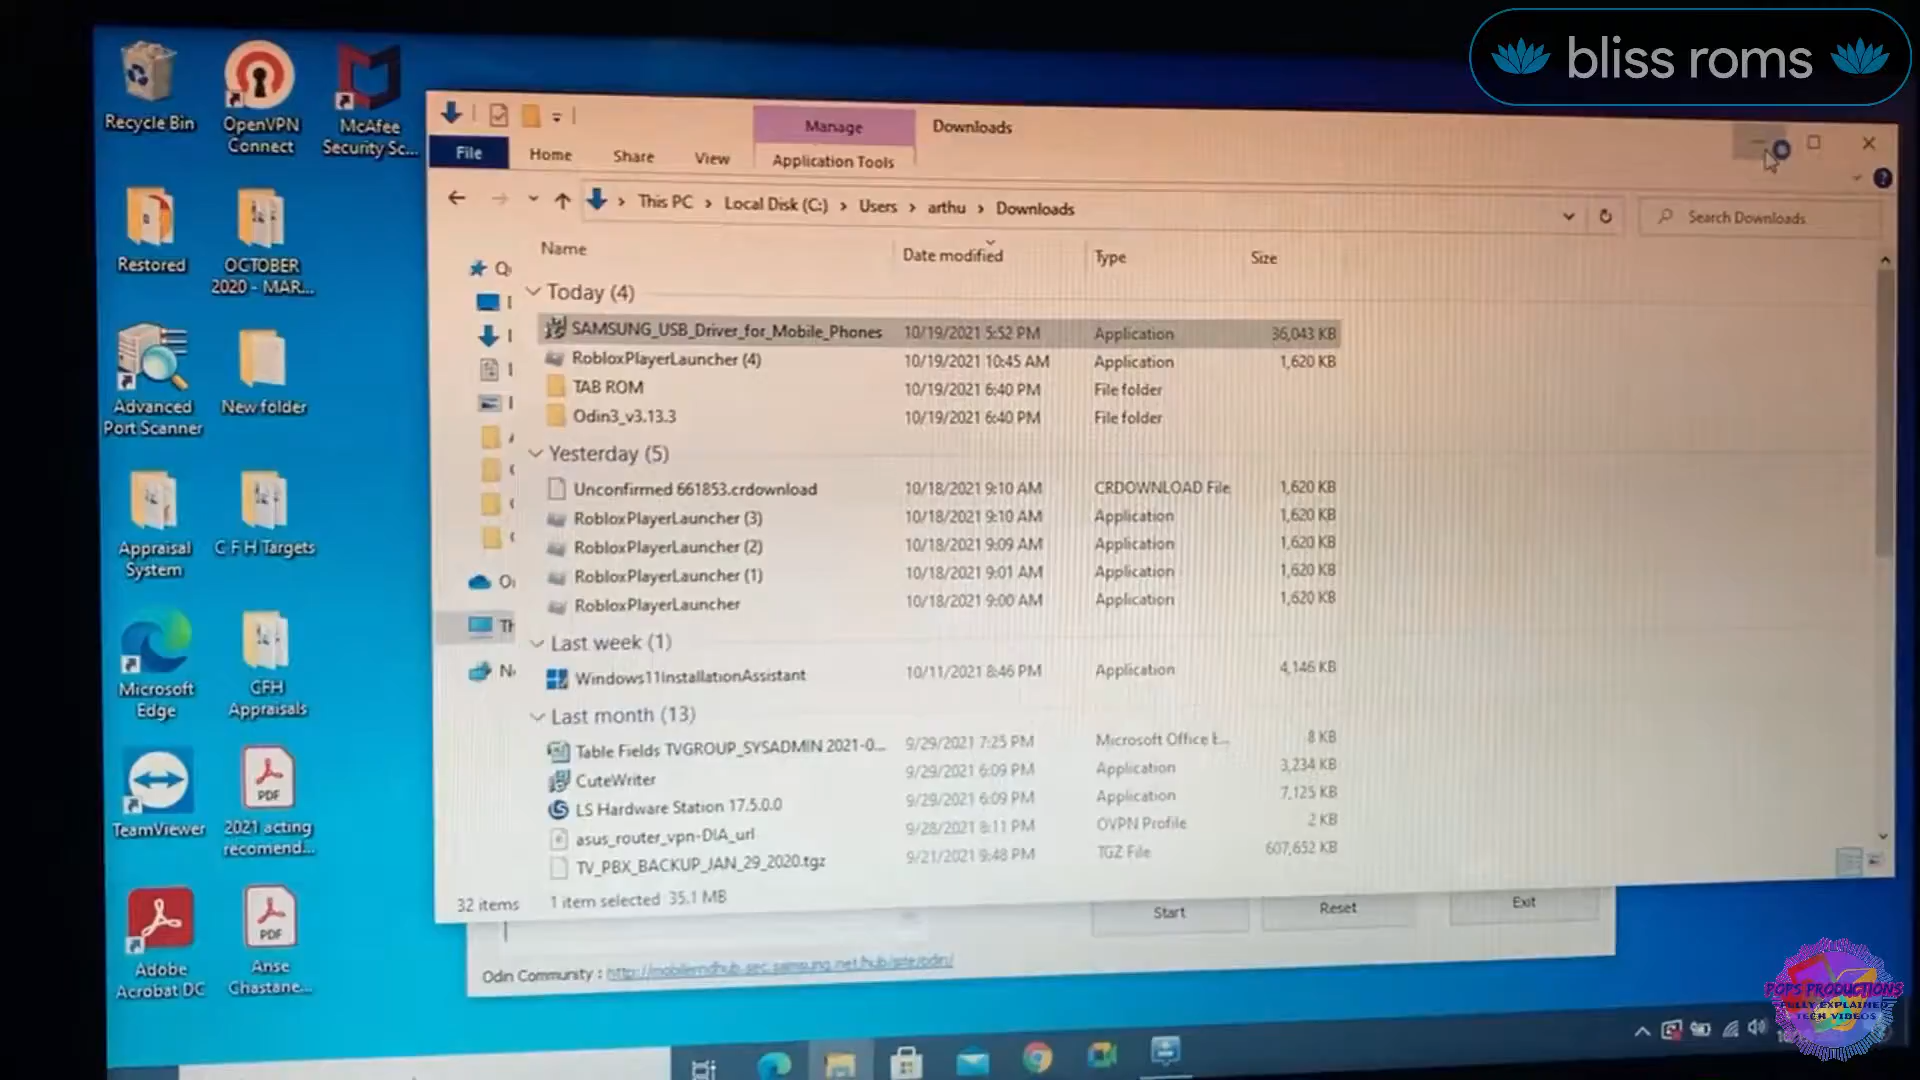 bliss roms
Recycle Bin
OpenVPN
Connect
McAfee
Security Sc...
Restored
OCTOBER
2020 - MAR...
Advanced
Port Scanner
New folder
Appraisal
System
C F H Targets
Microsoft
Edge
CFH
Appraisals
TeamViewer
PDF
2021 acting
recomend...
Adobe
Acrobat DC
PDF
Anse
Ghastane...
Manage
Downloads
File
Home
Share
View
Application Tools
This PC > Local Disk (C:) > Users > arthu > Downloads
Search Downloads
Name
Date modified
Type
Size
Today (4)
SAMSUNG_USB_Driver_for_Mobile_Phones 10/19/2021 5:52 PM Application 36,043 KB
RobloxPlayerLauncher (4) 10/19/2021 10:45 AM Application 1,620 KB
TAB ROM 10/19/2021 6:40 PM File folder
Odin3_v3.13.3 10/19/2021 6:40 PM File folder
Yesterday (5)
Unconfirmed 661853.crdownload 10/18/2021 9:10 AM CRDOWNLOAD File 1,620 KB
RobloxPlayerLauncher (3) 10/18/2021 9:10 AM Application 1,620 KB
RobloxPlayerLauncher (2) 10/18/2021 9:09 AM Application 1,620 KB
RobloxPlayerLauncher (1) 10/18/2021 9:01 AM Application 1,620 KB
RobloxPlayerLauncher 10/18/2021 9:00 AM Application 1,620 KB
Last week (1)
Windows11InstallationAssistant 10/11/2021 8:46 PM Application 4,146 KB
Last month (13)
Table Fields TVGROUP_SYSADMIN 2021-0... 9/29/2021 7:25 PM Microsoft Office E... 8 KB
CuteWriter 9/29/2021 6:09 PM Application 3,234 KB
LS Hardware Station 17.5.0.0 9/29/2021 6:09 PM Application 7,125 KB
asus_router_vpn-DIA_url 9/28/2021 8:11 PM OVPN Profile 2 KB
TV_PBX_BACKUP_JAN_29_2020.tgz 9/21/2021 9:48 PM TGZ File 607,652 KB
32 items 1 item selected 35.1 MB
Start
Reset
Exit
Odin Community :
POPS PRODUCTIONS
FULLY EXPLAINED
TECH VIDEOS